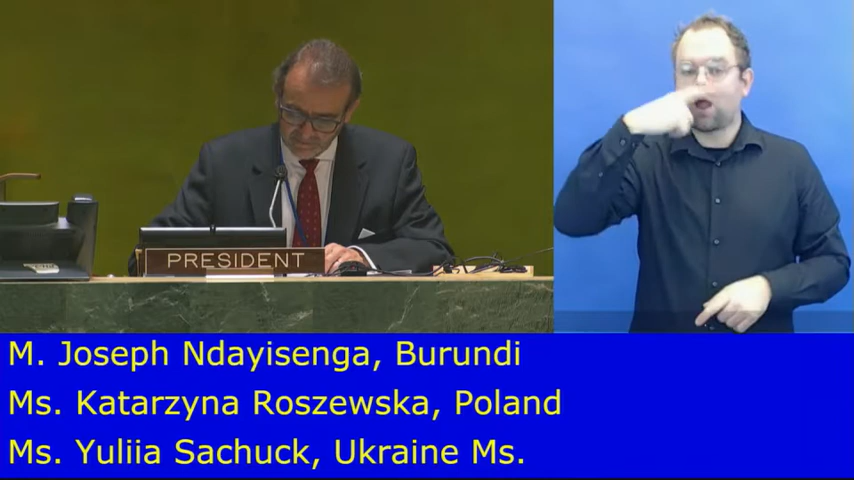 PRESIDENT
M. Joseph Ndayisenga, Burundi
Ms. Katarzyna Roszewska, Poland
Ms. Yuliia Sachuck, Ukraine Ms.